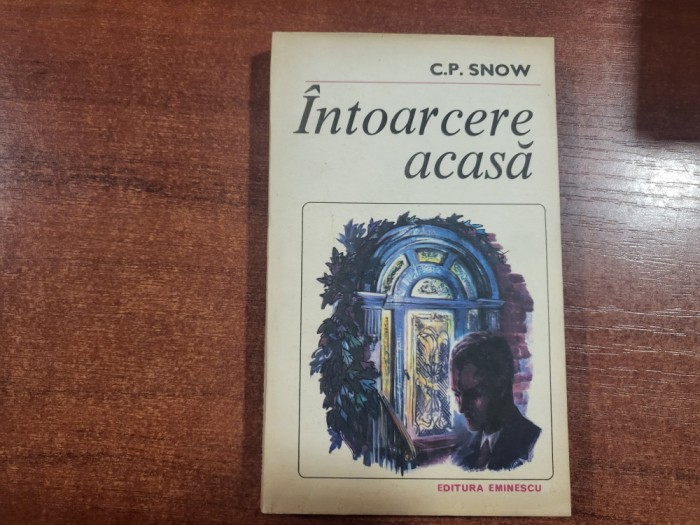 C.P. SNOW
Întoarcere
acasă
EDITURA EMINESCU